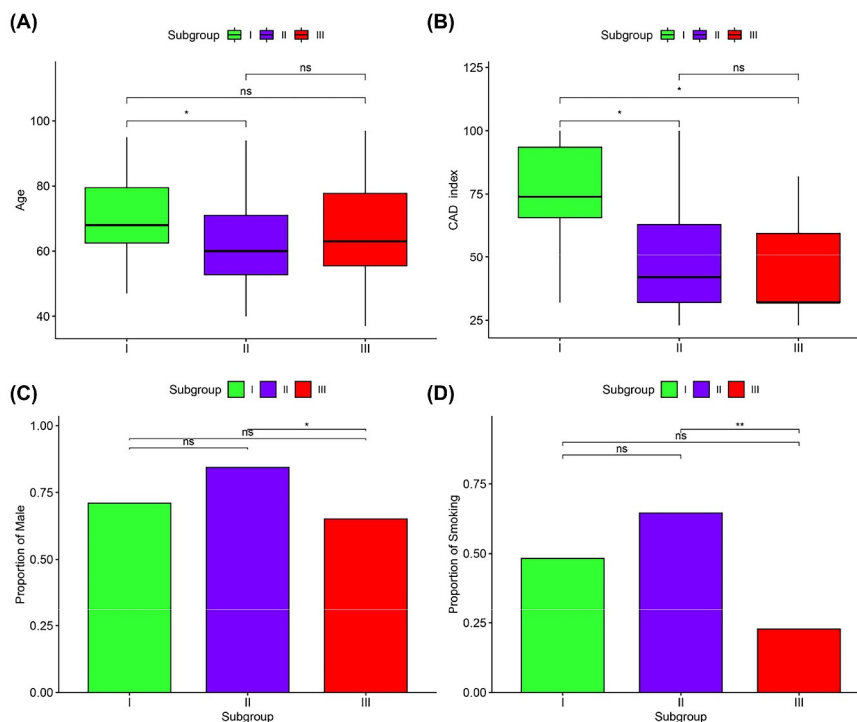 (A)
Subgroup I II III
ns
ns
*
100
80
60
40
Age
I II III
(B)
Subgroup I II III
ns
*
*
125
100
75
50
25
CAD index
I II III
(C)
Subgroup I II III
*
ns
ns
1.00
0.75
0.50
0.25
0.00
Proportion of Male
I II III
Subgroup
(D)
Subgroup I II III
**
ns
ns
0.75
0.50
0.25
0.00
Proportion of Smoking
I II III
Subgroup